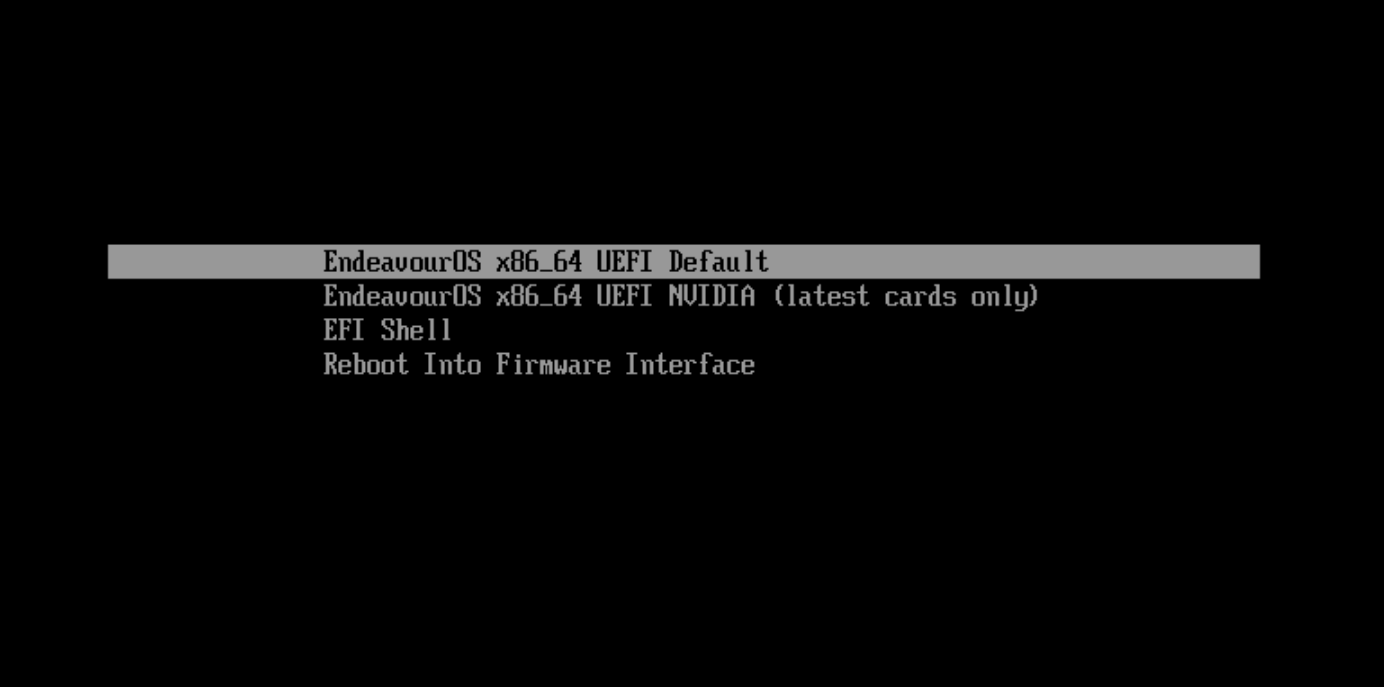 EndeavourOS x86_64 UEFI Default
EndeavourOS x86_64 UEFI NVIDIA (latest cards only)
EFI Shell
Reboot Into Firmware Interface